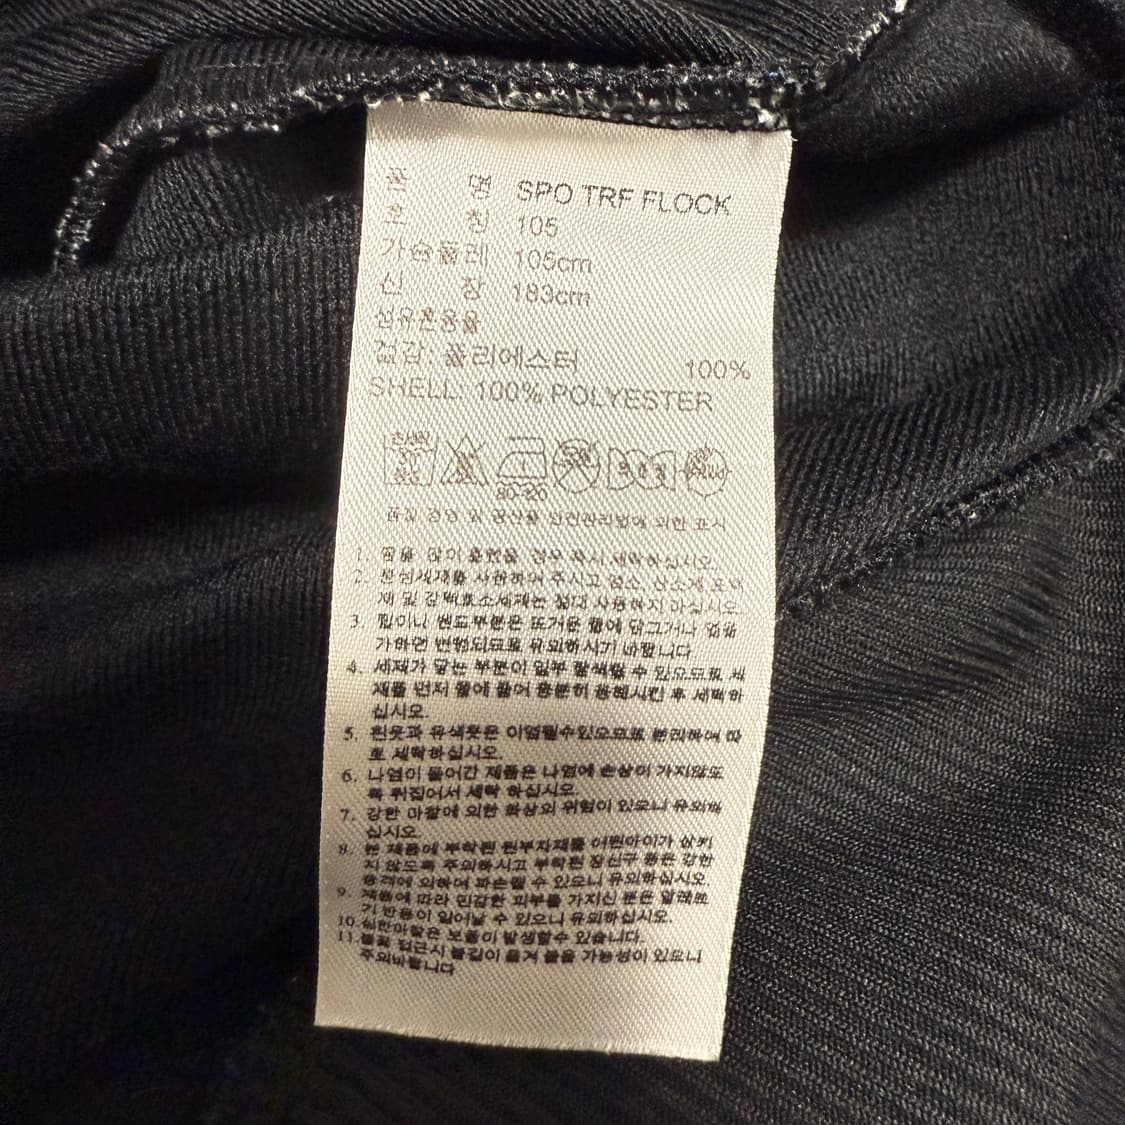 품 명 SPO TRF FLOCK
호 칭 105
가슴둘레 105cm
신 장 183cm
섬유혼용율
겉감: 폴리에스터 100%
SHELL: 100% POLYESTER
손세탁
80-120
품질 경영 및 공산품 안전관리법에 의한 표시
1. 땀을 많이 흘렸을 경우 즉시 세탁하십시오.
2. 중성세제를 사용하여 주시고 염소, 산소계 표백
제 및 강력효소세제는 절대 사용하지 마십시오.
3. 밴드부분은 뜨거운 물에 담그거나
가하면 변형되므로 유의하시기 바랍니다
4. 세제가 닿는 부분이 일부 탈색될 수 있으므로 세
제를 먼저 물에 풀어 충분히 용해시킨 후 세탁하
십시오.
5. 흰옷과 유색옷은 이염될수있으므로 분리하여 따
로 세탁하십시오.
6. 나염이 들어간 제품은 나염에 손상이 가지않도
록 뒤집어서 세탁 하십시오.
7. 강한 마찰에 의한 화상의 위험이 있으니 유의하
십시오.
8. 본 제품에 부착된 원부자재를 어린아이가 삼키
지 않도록 주의하시고 부착된 장신구 등은 강한
충격에 의하여 파손될 수 있으니 유의하십시오.
9. 제품에 따라 민감한 피부를 가지신 분은 알레르
기 반응이 일어날 수 있으니 유의하십시오.
10. 심한마찰은 보풀이 발생할수 있습니다.
11. 불꽃 접근시 불길이 옮겨 붙을 가능성이 있으니
주의바랍니다